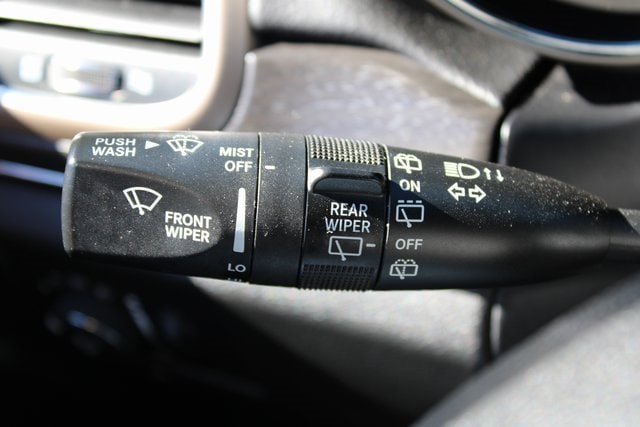 PUSH
WASH
MIST
OFF
FRONT
WIPER
LO
REAR
WIPER
ON
OFF